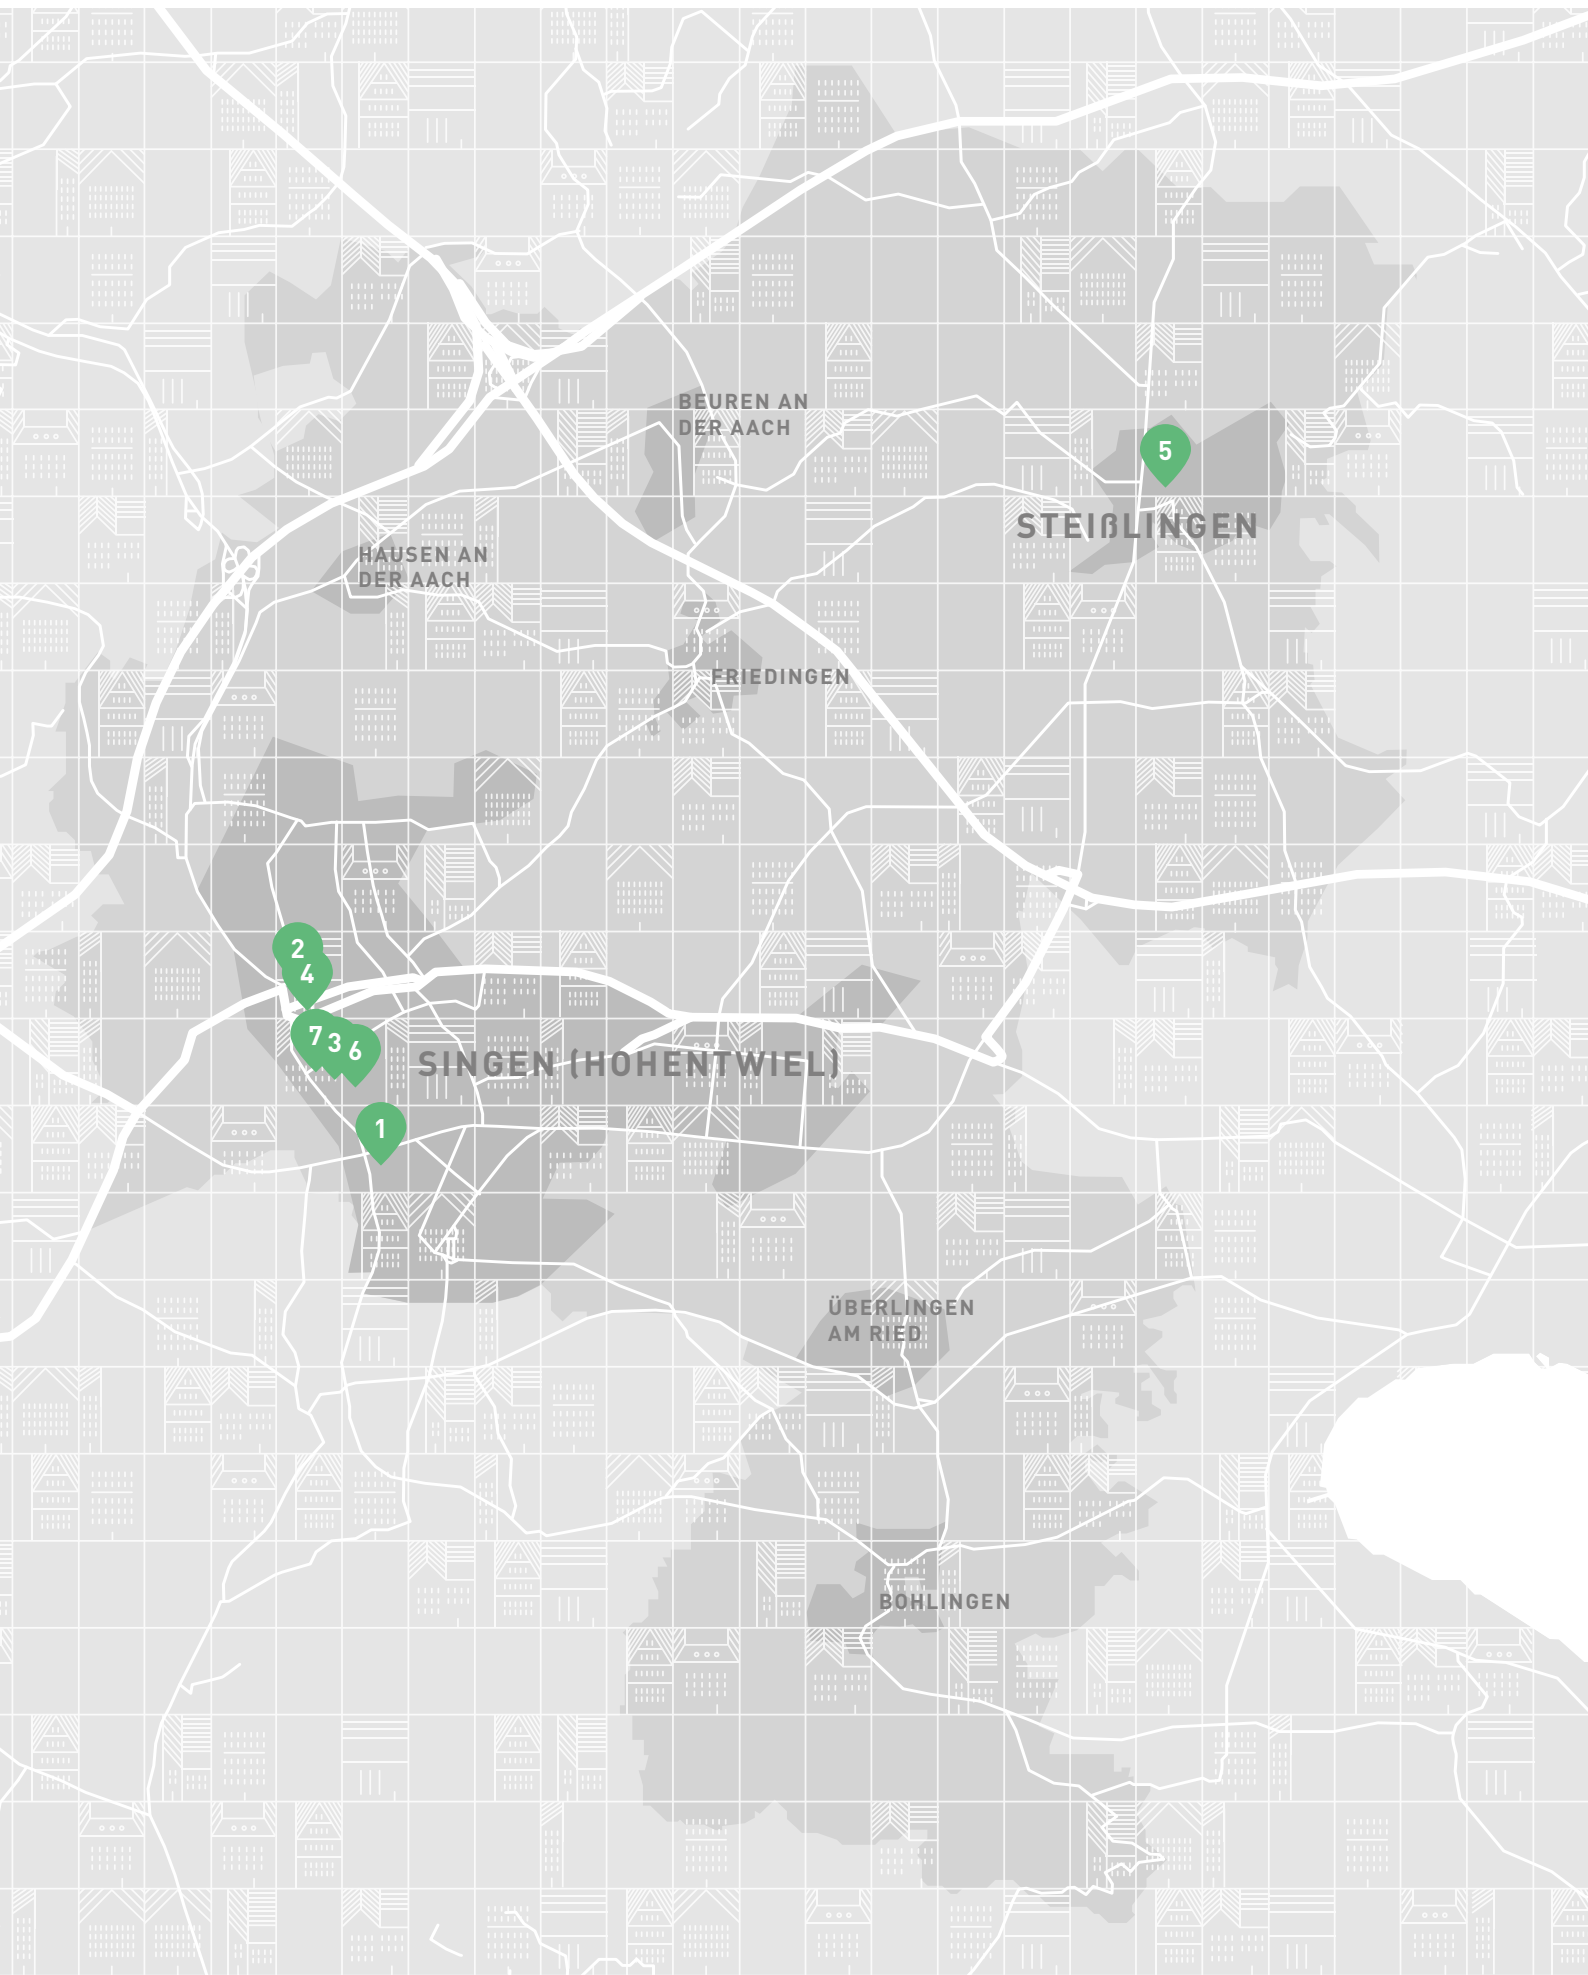 BEUREN AN
DER AACH
5
STEIßLINGEN
HAUSEN AN
DER AACH
FRIEDINGEN
2
4
7
3
6
SINGEN (HOHENTWIEL)
1
ÜBERLINGEN
AM RIED
BOHLINGEN